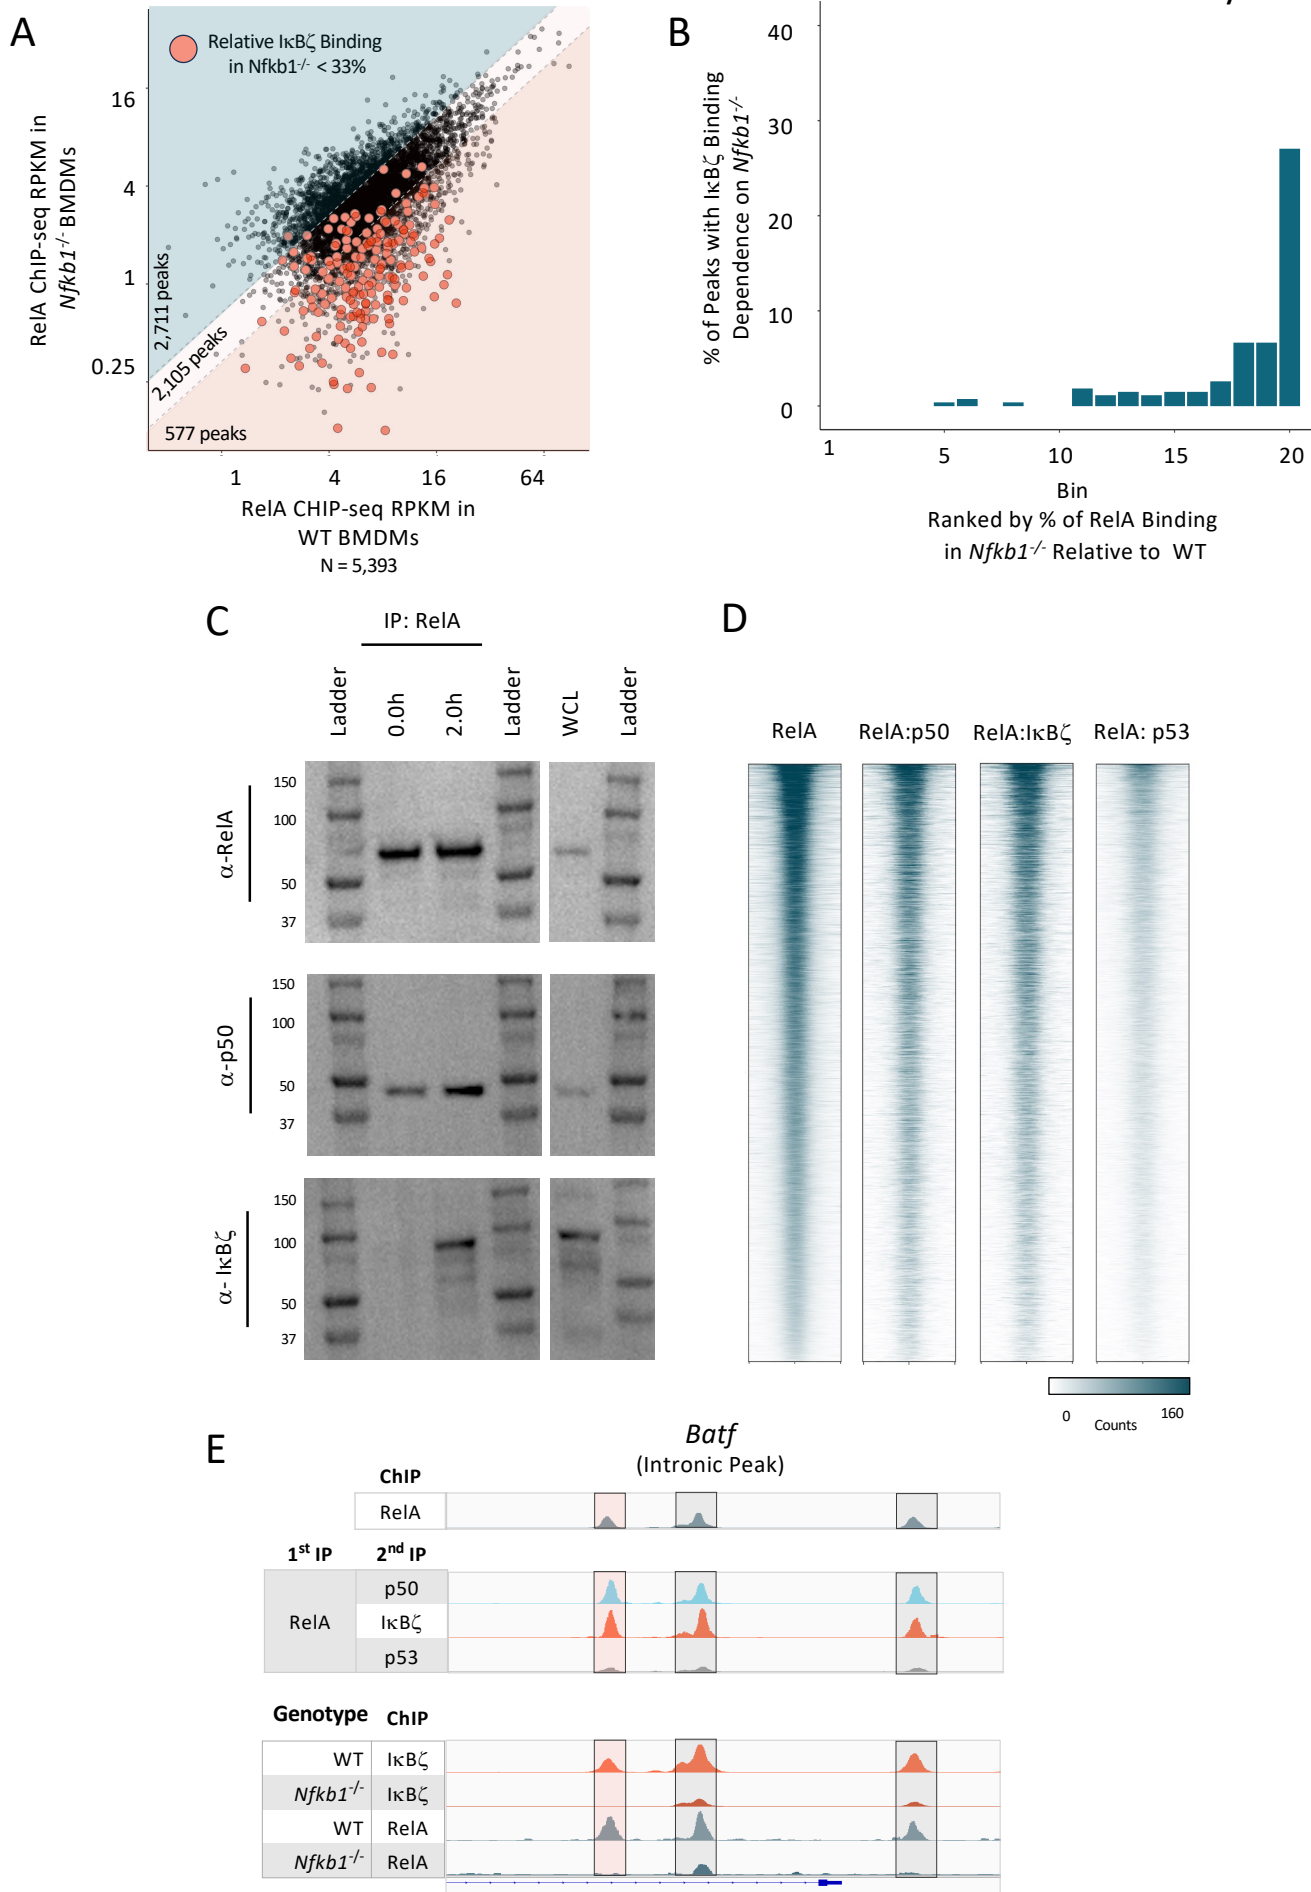 A
Relative IκBζ Binding
in Nfkb1-/- < 33%
RelA ChIP-seq RPKM in
Nfkb1-/- BMDMs
16
4
1
0.25
2,711 peaks
2,105 peaks
577 peaks
1 4 16 64
RelA CHIP-seq RPKM in
WT BMDMs
N = 5,393
B
% of Peaks with IκBζ Binding
Dependence on Nfkb1-/-
40
30
20
10
0
1 5 10 15 20
Bin
Ranked by % of RelA Binding
in Nfkb1-/- Relative to WT
C
IP: RelA
Ladder 0.0h 2.0h Ladder WCL Ladder
α-RelA
150
100
50
37
α-p50
150
100
50
37
α- IκBζ
150
100
50
37
D
RelA RelA:p50 RelA:IκBζ RelA: p53
0 Counts 160
E
Batf
(Intronic Peak)
ChIP
RelA
1st IP 2nd IP
p50
RelA IκBζ
p53
Genotype ChIP
WT IκBζ
Nfkb1-/- IκBζ
WT RelA
Nfkb1-/- RelA